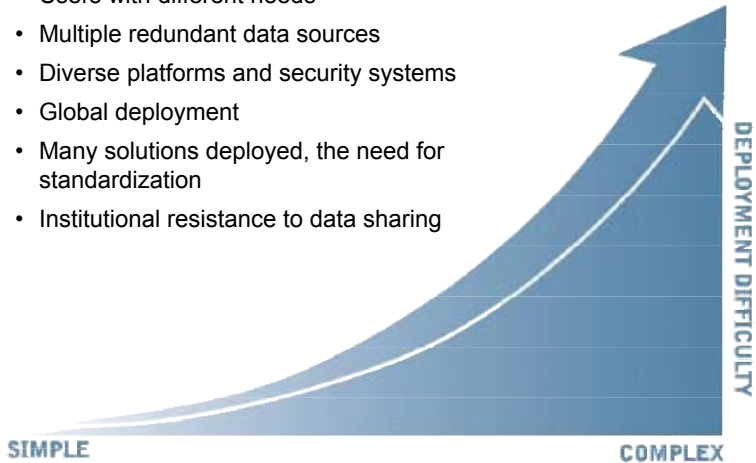 Users with different needs
• Multiple redundant data sources
• Diverse platforms and security systems
• Global deployment
• Many solutions deployed, the need for
standardization
• Institutional resistance to data sharing
DEPLOYMENT DIFFICULTY
SIMPLE
COMPLEX